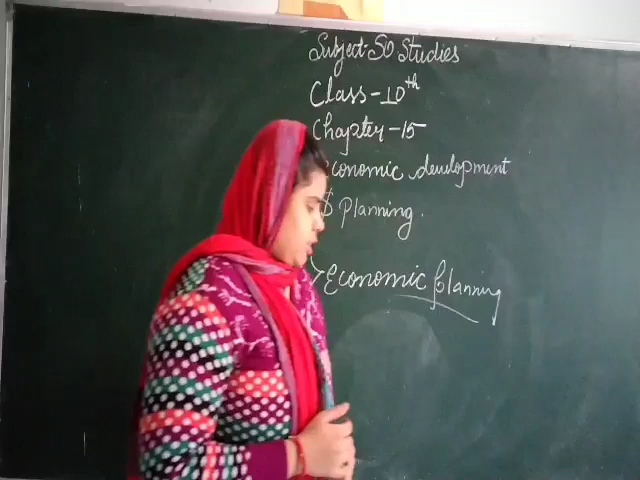 Subject-SO Studies
Class-10th
Chapter-15
conomic development
$ Planning.
>Economic planning